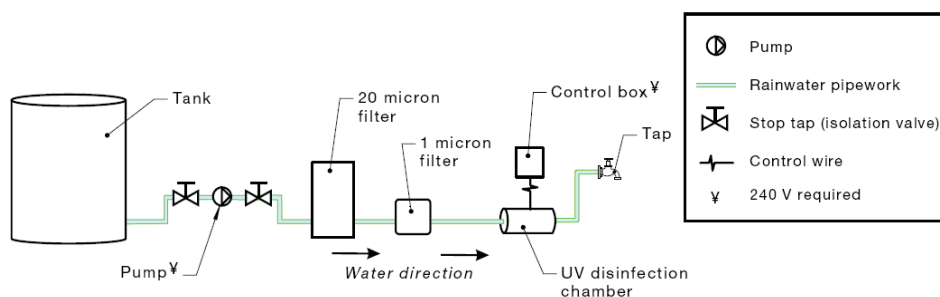 Tank
20 micron
filter
1 micron
filter
Control box ¥
Tap
Pump ¥
Water direction
UV disinfection
chamber
Pump
Rainwater pipework
Stop tap (isolation valve)
Control wire
¥ 240 V required